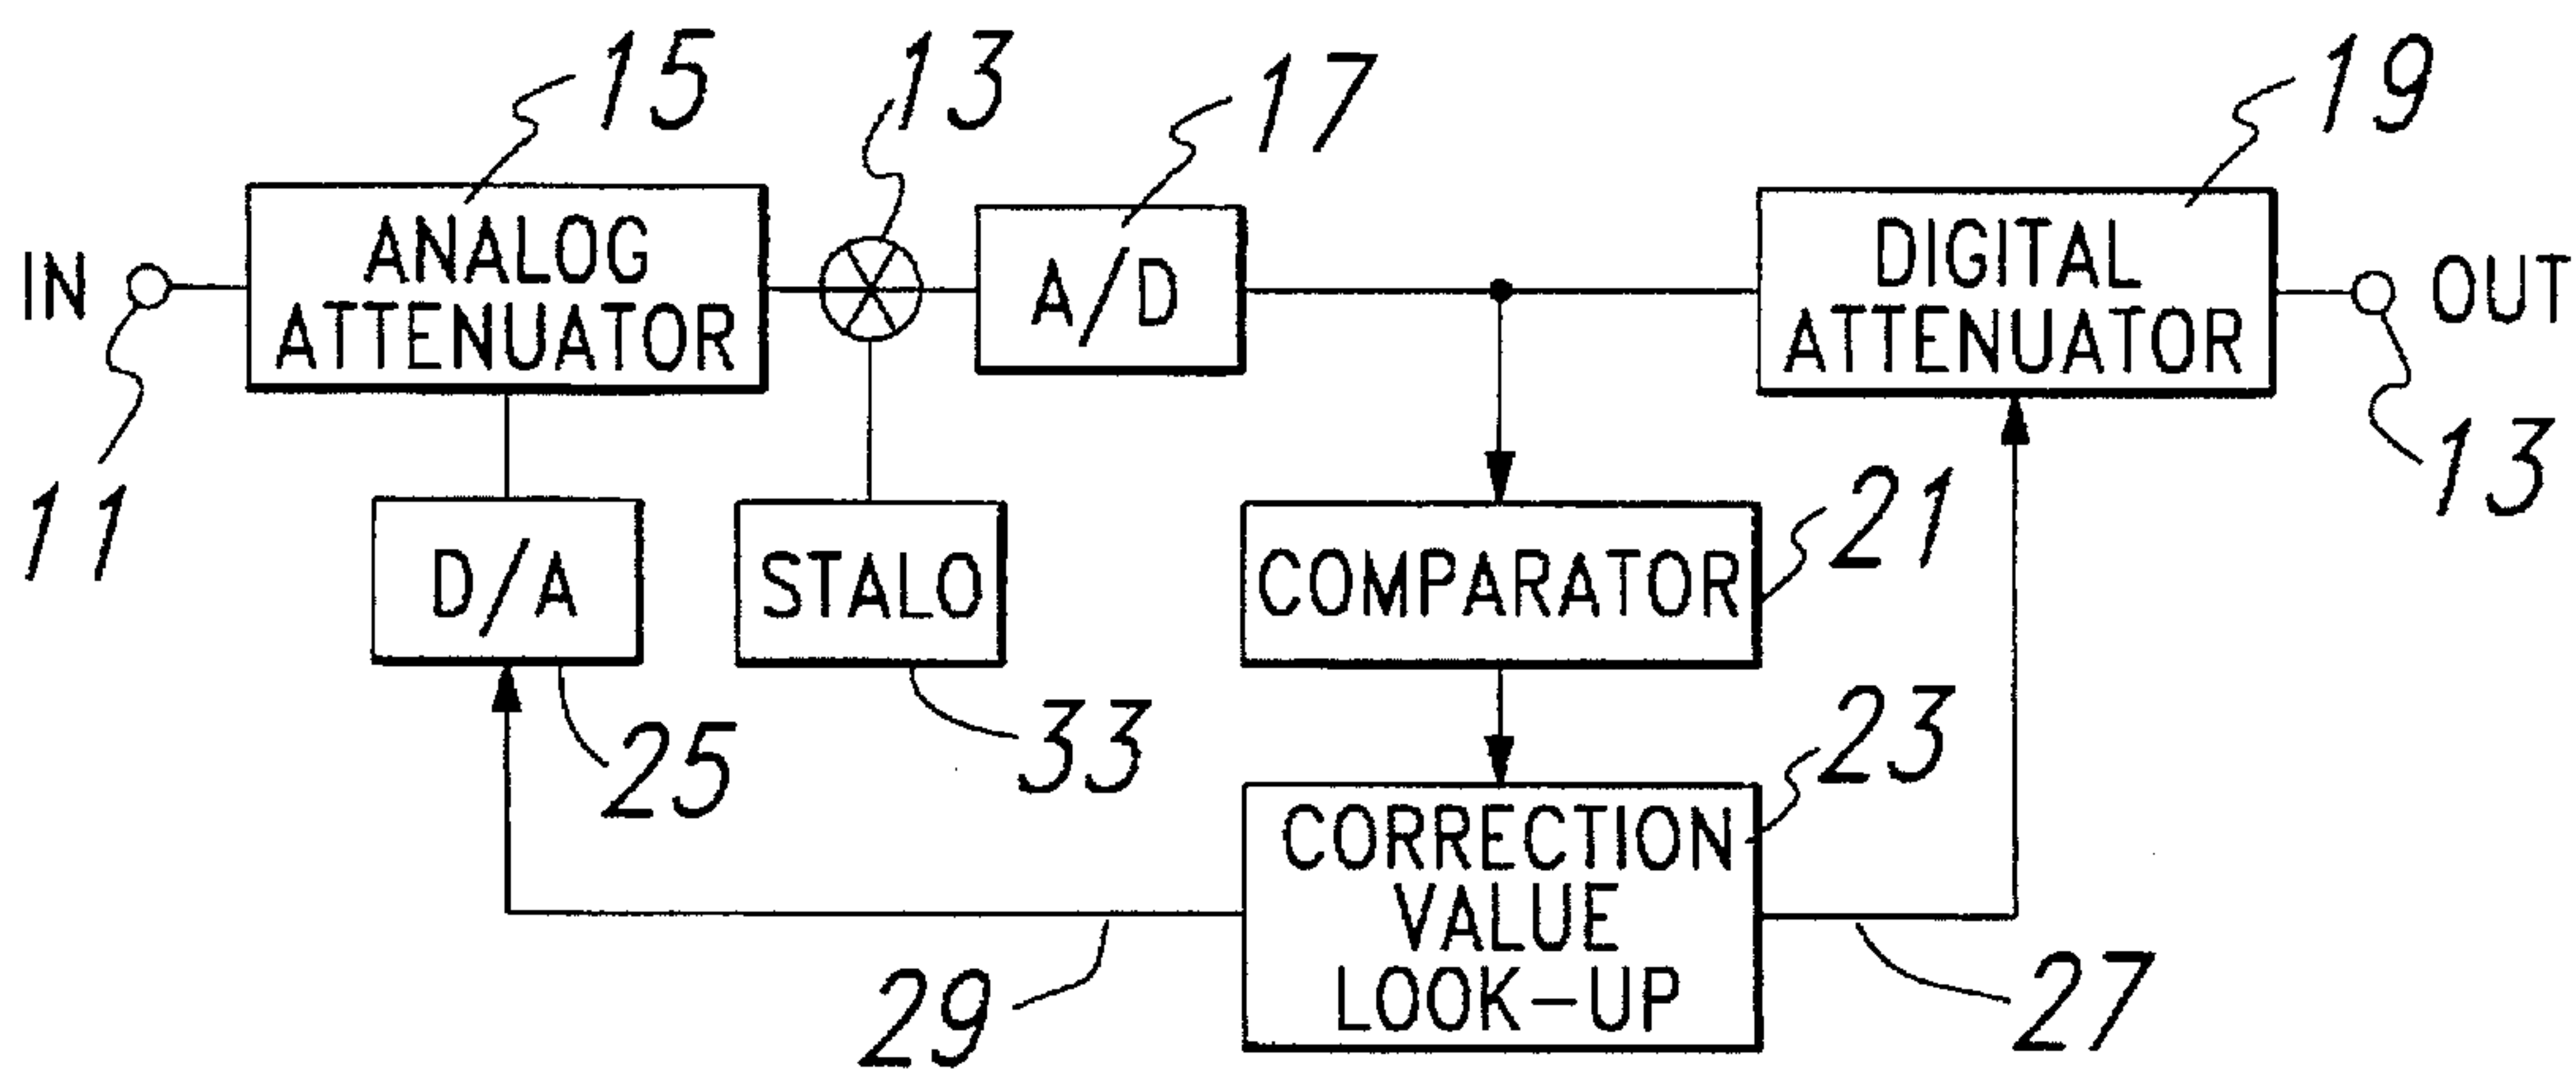 15
13
17
19
IN
ANALOG
ATTENUATOR
A/D
DIGITAL
ATTENUATOR
OUT
11
13
D/A
STALO
COMPARATOR
21
25
33
23
CORRECTION
VALUE
LOOK-UP
29
27